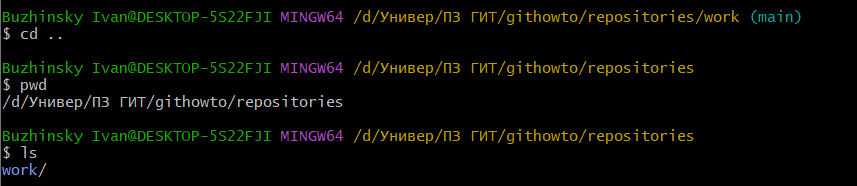 Buzhinsky Ivan@DESKTOP-5S22FJI MINGW64 /d/Универ/ПЗ ГИТ/githowto/repositories/work (main)
$ cd ..
Buzhinsky Ivan@DESKTOP-5S22FJI MINGW64 /d/Универ/ПЗ ГИТ/githowto/repositories
$ pwd
/d/Универ/ПЗ ГИТ/githowto/repositories
Buzhinsky Ivan@DESKTOP-5S22FJI MINGW64 /d/Универ/ПЗ ГИТ/githowto/repositories
$ ls
work/